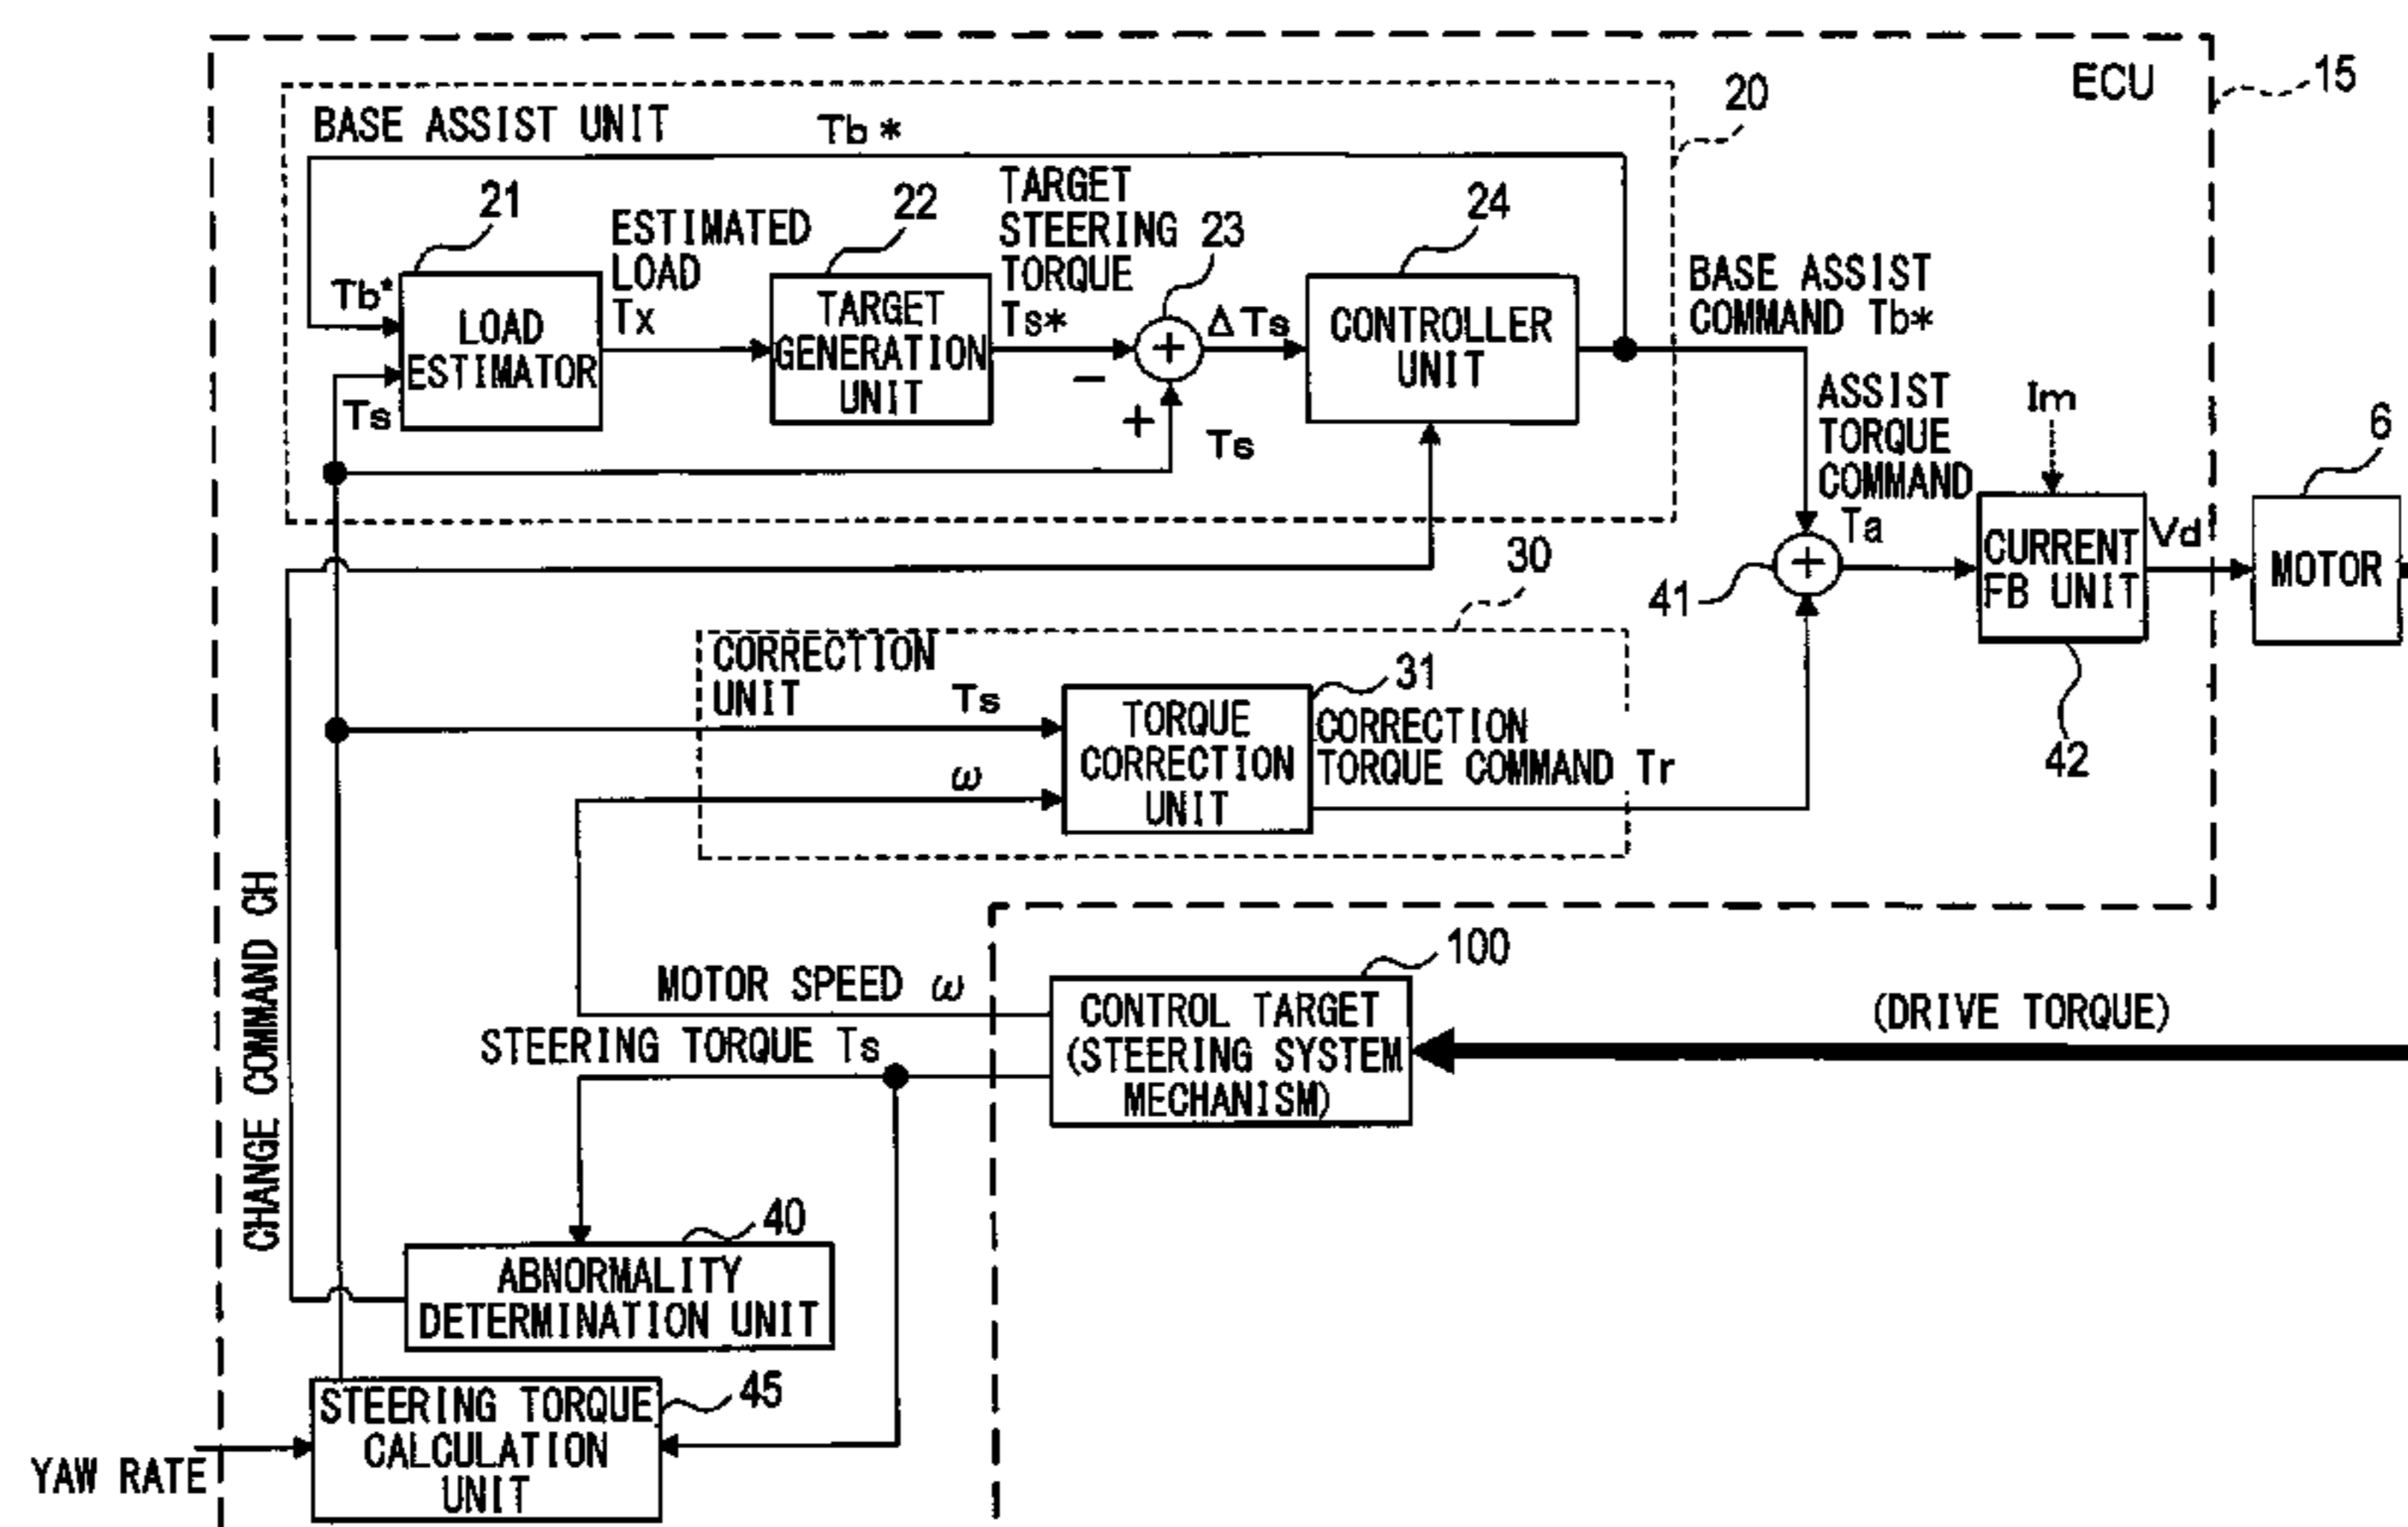 ECU
15
BASE ASSIST UNIT
Tb*
20
21
ESTIMATED
LOAD
Tx
22
TARGET
STEERING
TORQUE
Ts*
23
24
Tb*
LOAD
ESTIMATOR
Ts
TARGET
GENERATION
UNIT
+
−
+
ΔTs
Ts
CONTROLLER
UNIT
BASE ASSIST
COMMAND Tb*
ASSIST
TORQUE
COMMAND
Ta
Im
6
41
+
CURRENT
FB UNIT
Vd
MOTOR
42
30
CORRECTION
UNIT
Ts
ω
31
TORQUE
CORRECTION
UNIT
CORRECTION
TORQUE COMMAND Tr
CHANGE COMMAND CH
MOTOR SPEED ω
STEERING TORQUE Ts
100
CONTROL TARGET
(STEERING SYSTEM
MECHANISM)
(DRIVE TORQUE)
40
ABNORMALITY
DETERMINATION UNIT
45
STEERING TORQUE
CALCULATION
UNIT
YAW RATE